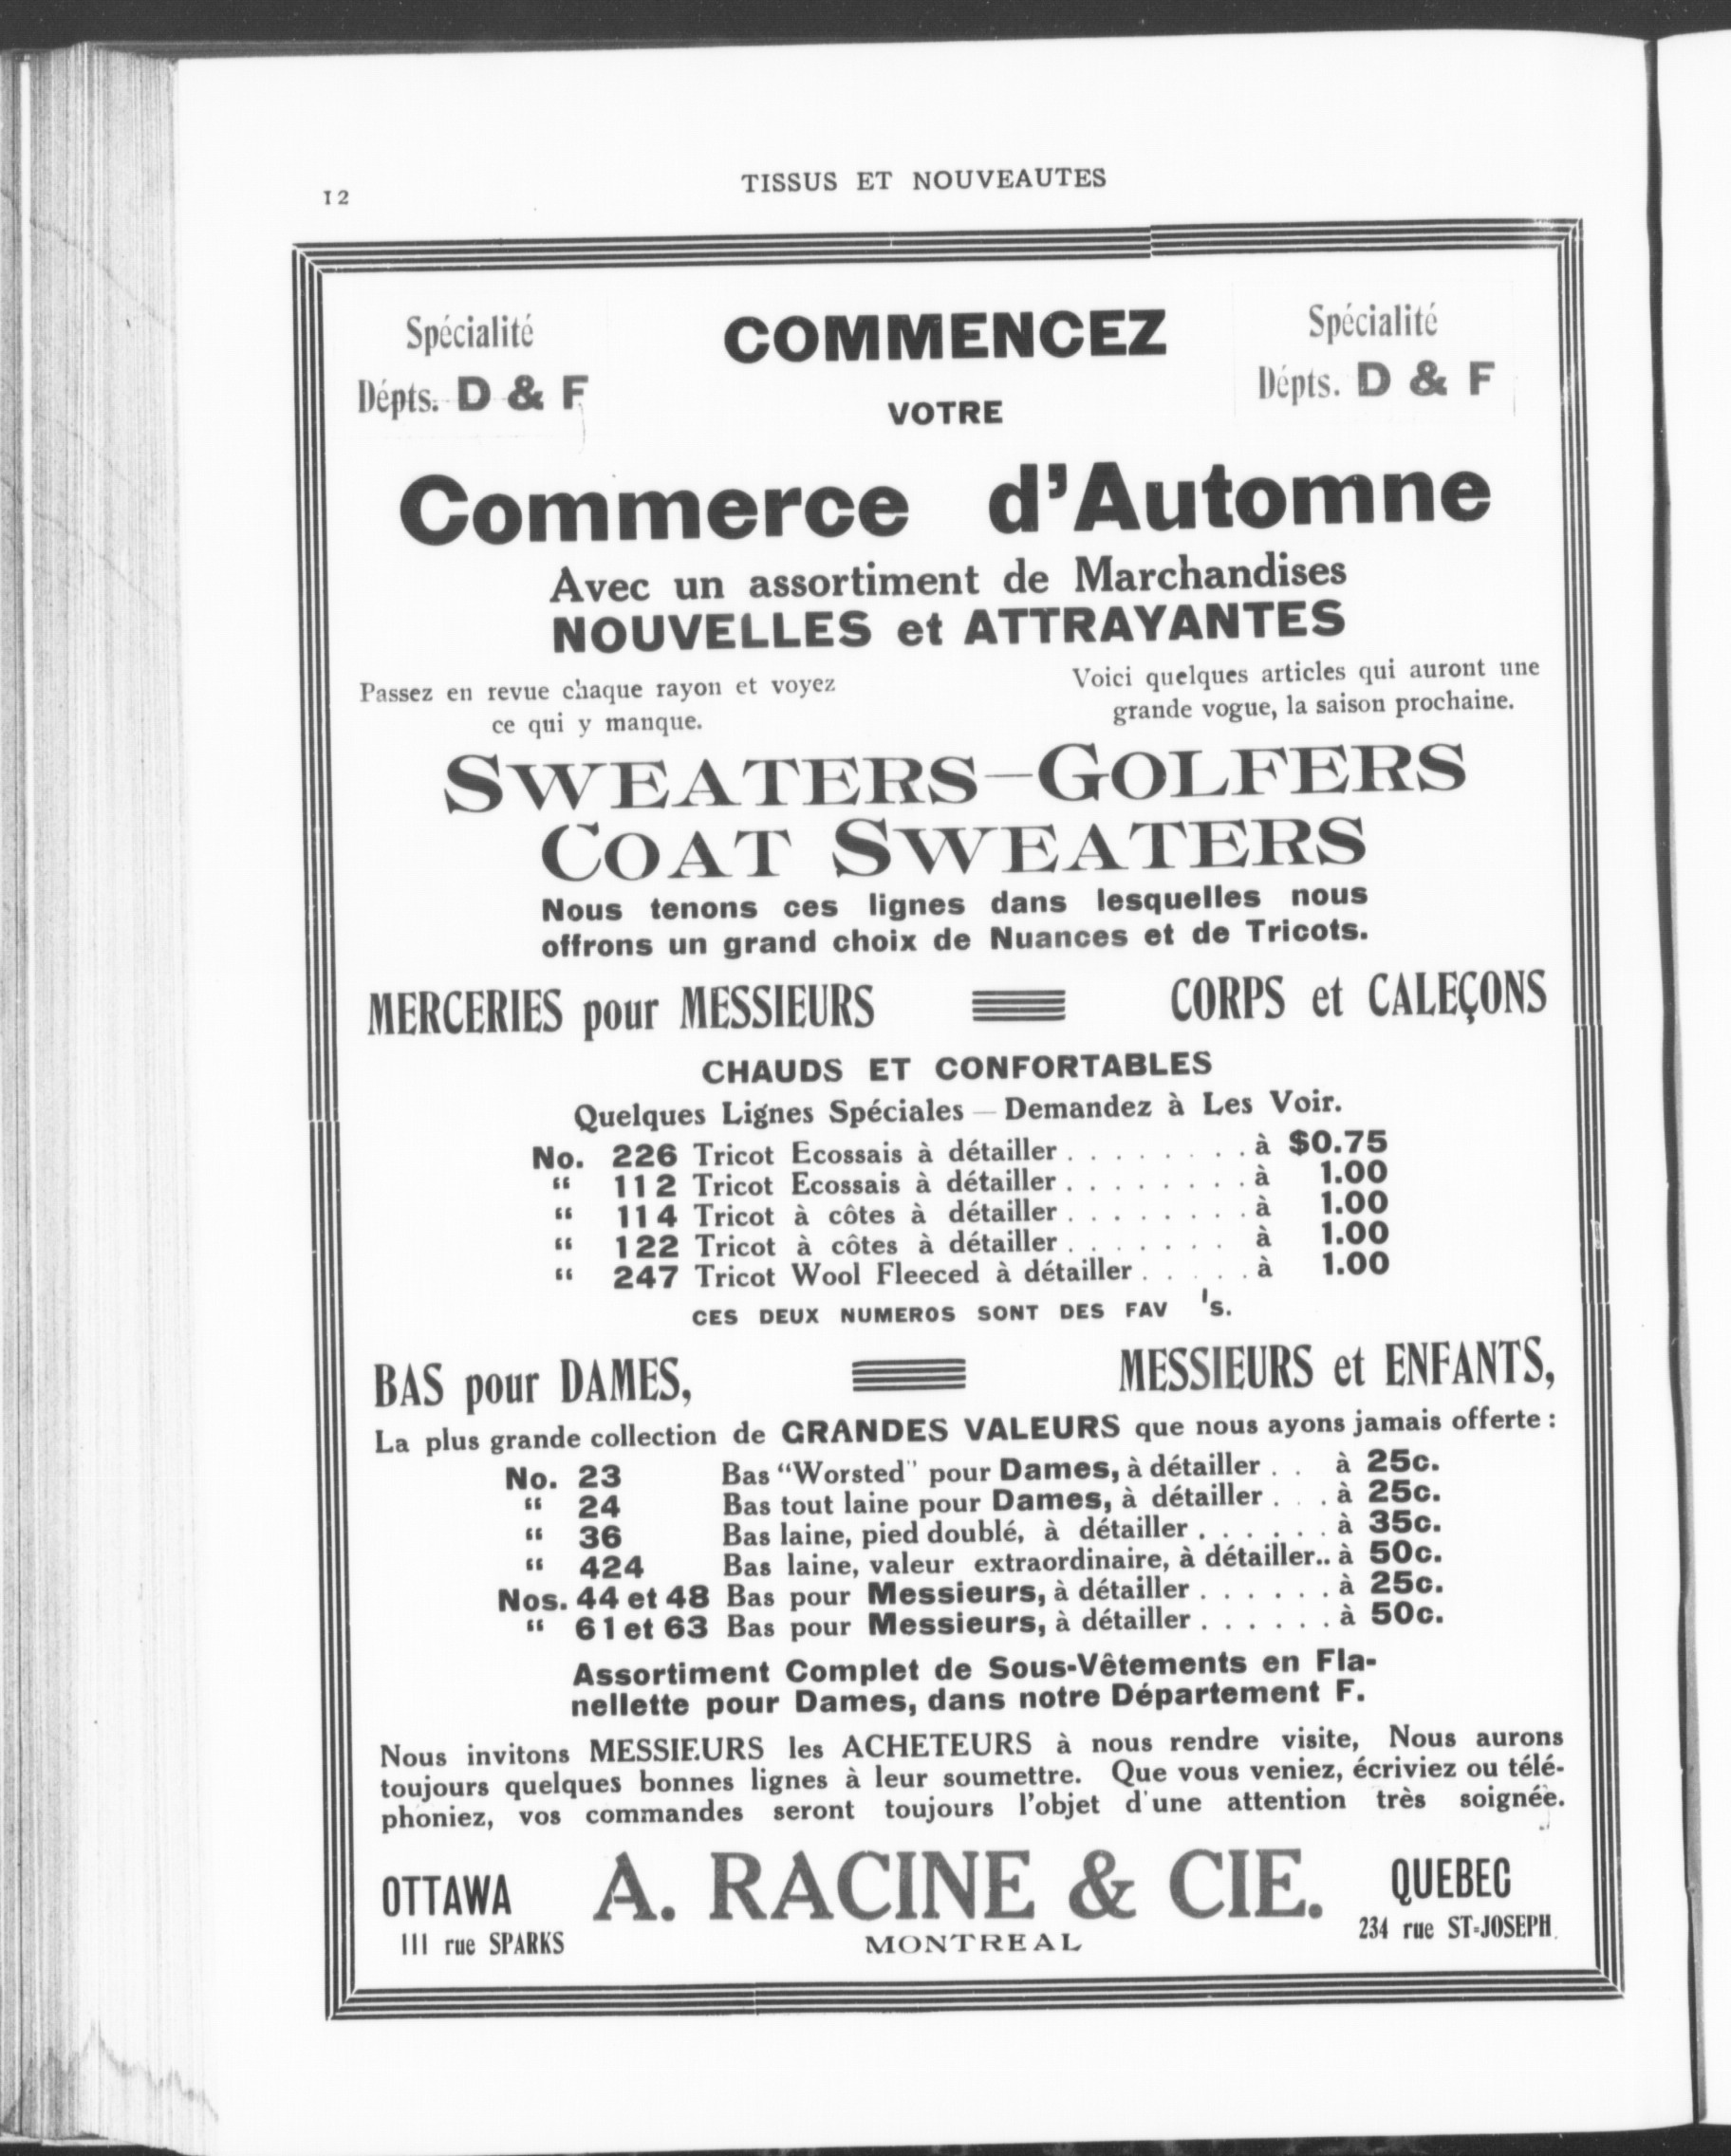 12
TISSUS ET NOUVEAUTES
Spécialité
Dépts. D & F
COMMENCEZ
VOTRE
Spécialité
Dépts. D & F
Commerce d'Automne
Avec un assortiment de Marchandises
NOUVELLES et ATTRAYANTES
Passez en revue chaque rayon et voyez
ce qui y manque.
Voici quelques articles qui auront une
grande vogue, la saison prochaine.
SWEATERS—GOLFERS
COAT SWEATERS
Nous tenons ces lignes dans lesquelles nous
offrons un grand choix de Nuances et de Tricots.
MERCERIES pour MESSIEURS
CORPS et CALEÇONS
CHAUDS ET CONFORTABLES
Quelques Lignes Spéciales — Demandez à Les Voir.
No. 226 Tricot Ecossais à détailler . . . . . . . . à $0.75
" 112 Tricot Ecossais à détailler . . . . . . . . à 1.00
" 114 Tricot à côtes à détailler . . . . . . . . à 1.00
" 122 Tricot à côtes à détailler . . . . . . . à 1.00
" 247 Tricot Wool Fleeced à détailler . . . . . à 1.00
CES DEUX NUMEROS SONT DES FAV 's.
BAS pour DAMES,
MESSIEURS et ENFANTS,
La plus grande collection de GRANDES VALEURS que nous ayons jamais offerte :
No. 23 Bas "Worsted" pour Dames, à détailler . . à 25c.
" 24 Bas tout laine pour Dames, à détailler . . . à 25c.
" 36 Bas laine, pied doublé, à détailler . . . . . . à 35c.
" 424 Bas laine, valeur extraordinaire, à détailler.. à 50c.
Nos. 44 et 48 Bas pour Messieurs, à détailler . . . . . . à 25c.
" 61 et 63 Bas pour Messieurs, à détailler . . . . . . à 50c.
Assortiment Complet de Sous-Vêtements en Fla-
nellette pour Dames, dans notre Département F.
Nous invitons MESSIEURS les ACHETEURS à nous rendre visite, Nous aurons
toujours quelques bonnes lignes à leur soumettre. Que vous veniez, écriviez ou télé-
phoniez, vos commandes seront toujours l'objet d'une attention très soignée.
OTTAWA
111 rue SPARKS
A. RACINE & CIE.
MONTREAL
QUEBEC
234 rue ST-JOSEPH.